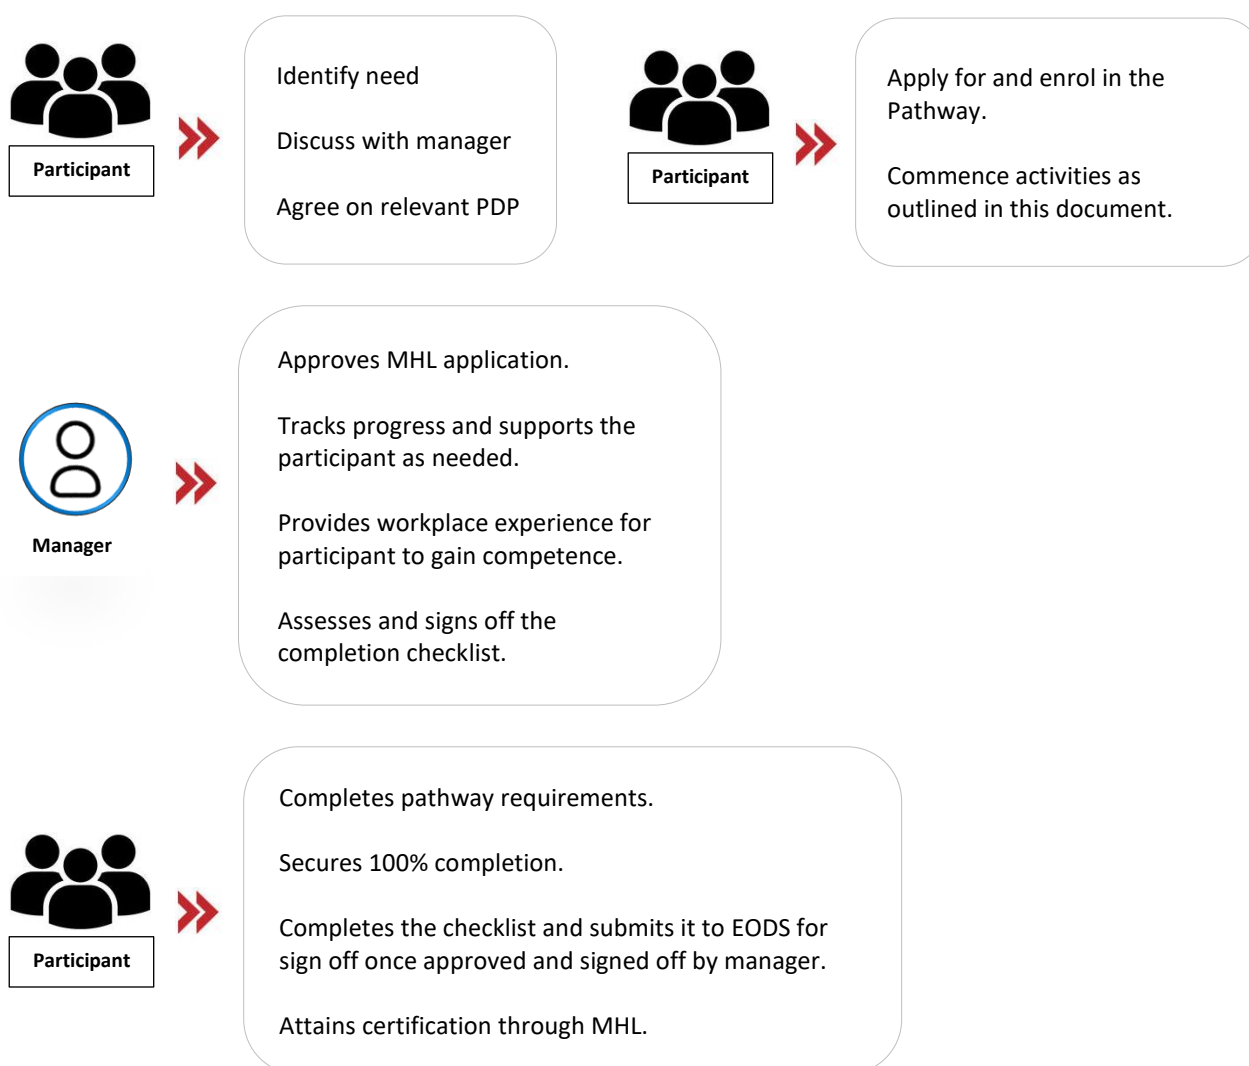 Participant
Identify need
Discuss with manager
Agree on relevant PDP
Participant
Apply for and enrol in the
Pathway.
Commence activities as
outlined in this document.
Manager
Approves MHL application.
Tracks progress and supports the
participant as needed.
Provides workplace experience for
participant to gain competence.
Assesses and signs off the
completion checklist.
Participant
Completes pathway requirements.
Secures 100% completion.
Completes the checklist and submits it to EODS for
sign off once approved and signed off by manager.
Attains certification through MHL.